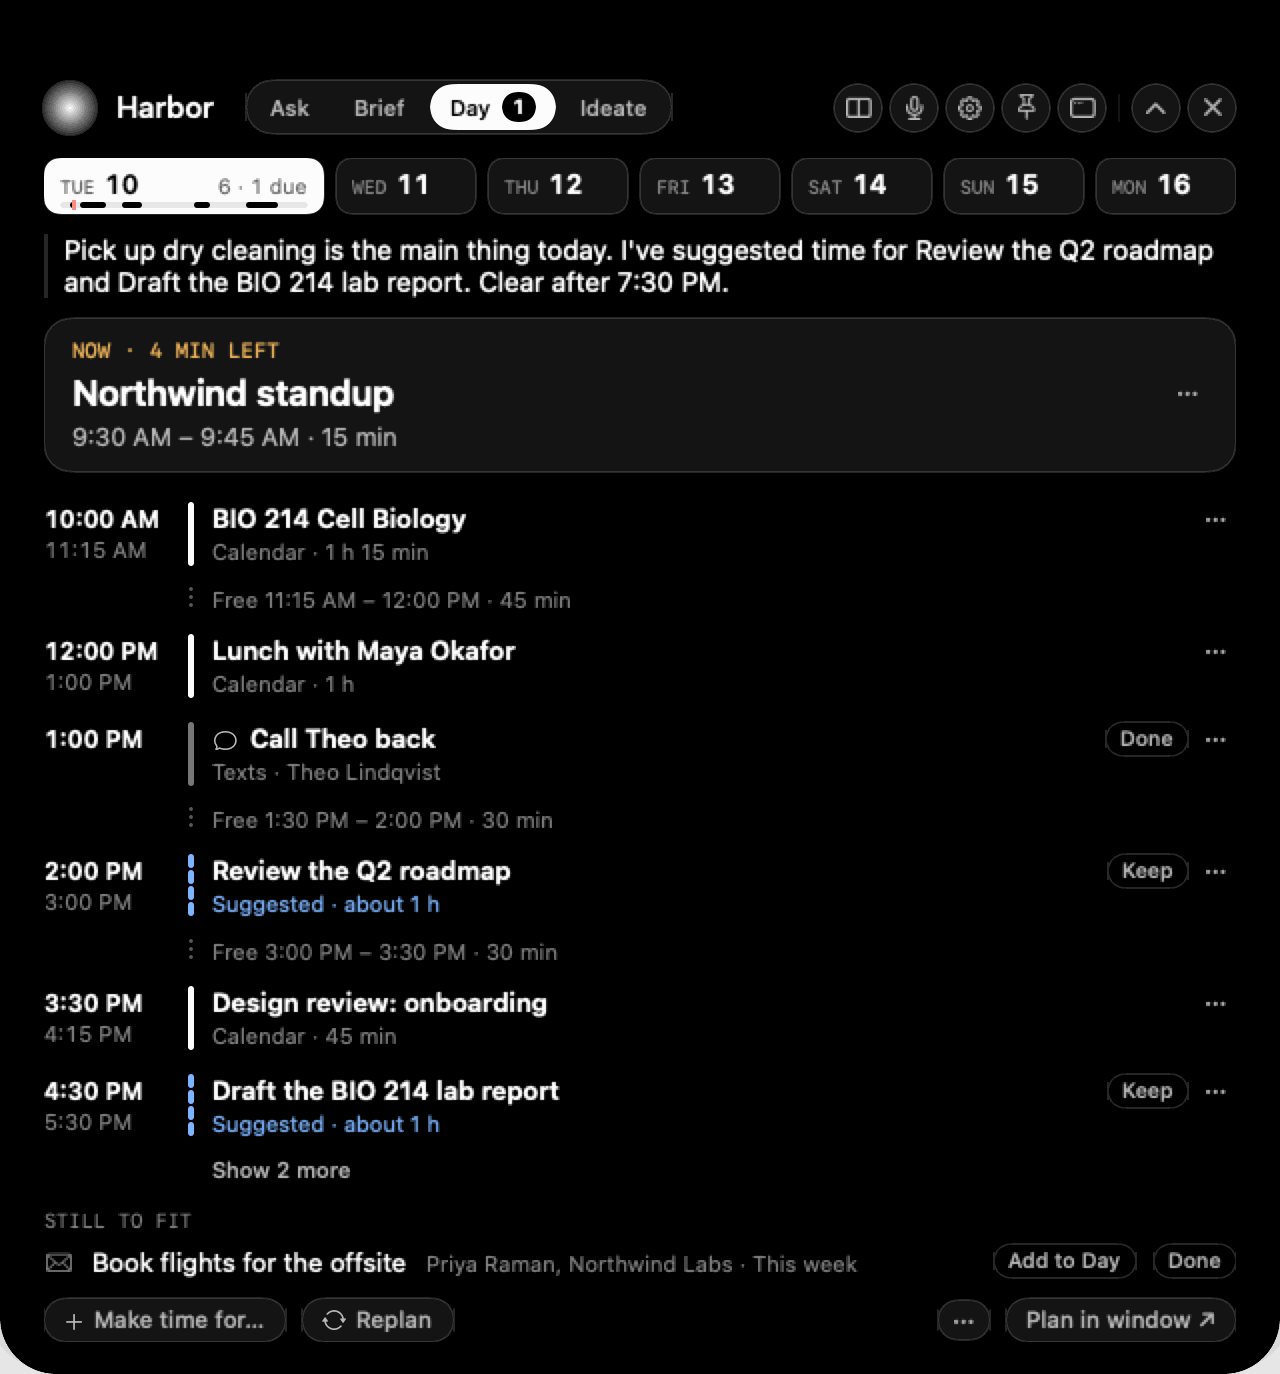 Harbor
Ask Brief Day 1 Ideate
TUE 10 6 · 1 due
WED 11
THU 12
FRI 13
SAT 14
SUN 15
MON 16
Pick up dry cleaning is the main thing today. I've suggested time for Review the Q2 roadmap
and Draft the BIO 214 lab report. Clear after 7:30 PM.
NOW · 4 MIN LEFT
Northwind standup
9:30 AM – 9:45 AM · 15 min
10:00 AM BIO 214 Cell Biology
11:15 AM Calendar · 1 h 15 min
Free 11:15 AM – 12:00 PM · 45 min
12:00 PM Lunch with Maya Okafor
1:00 PM Calendar · 1 h
1:00 PM Call Theo back Done
Texts · Theo Lindqvist
Free 1:30 PM – 2:00 PM · 30 min
2:00 PM Review the Q2 roadmap Keep
3:00 PM Suggested · about 1 h
Free 3:00 PM – 3:30 PM · 30 min
3:30 PM Design review: onboarding
4:15 PM Calendar · 45 min
4:30 PM Draft the BIO 214 lab report Keep
5:30 PM Suggested · about 1 h
Show 2 more
STILL TO FIT
Book flights for the offsite Priya Raman, Northwind Labs · This week Add to Day Done
Make time for... Replan ... Plan in window